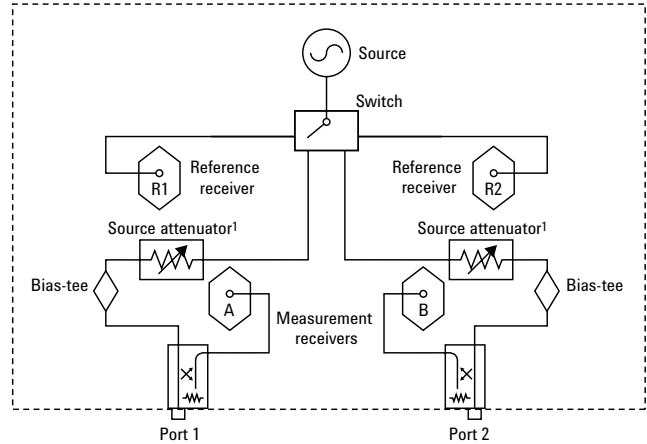 Source
Switch
R1
Reference
receiver
Reference
receiver
R2
Source attenuator¹
Source attenuator¹
Bias-tee
A
Measurement
receivers
B
Bias-tee
Port 1
Port 2